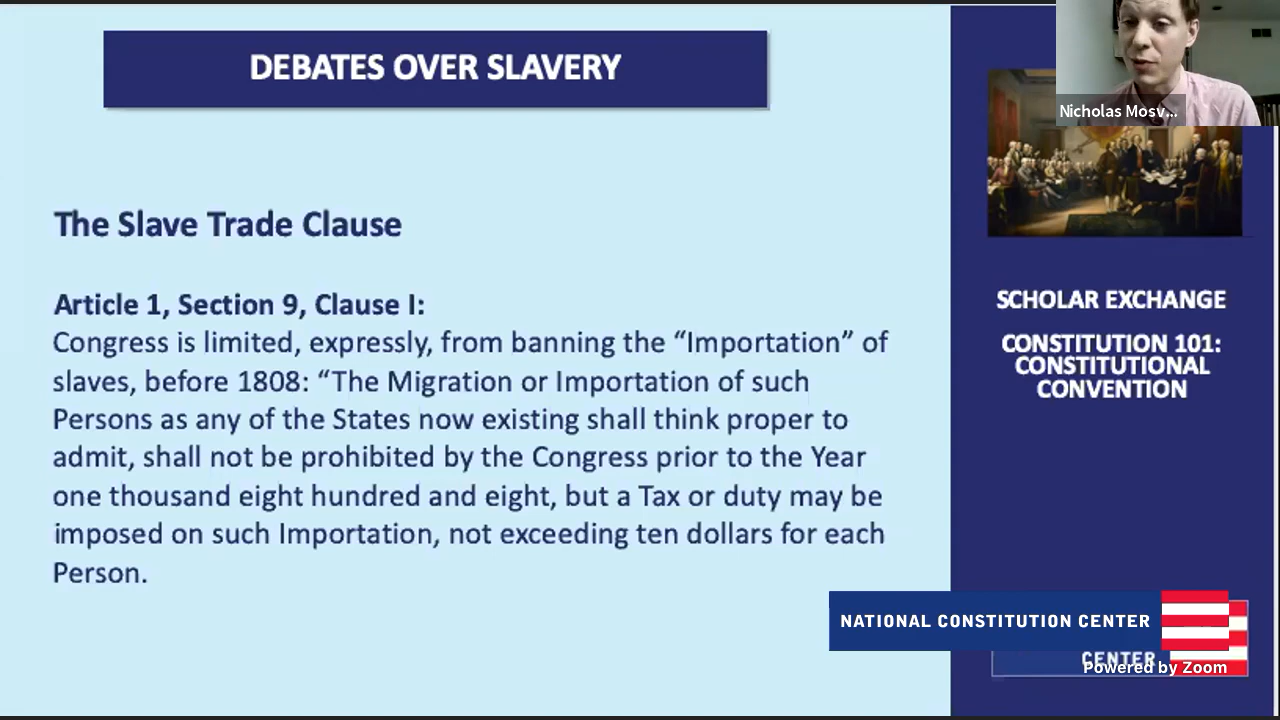 DEBATES OVER SLAVERY
The Slave Trade Clause
Article 1, Section 9, Clause I:
Congress is limited, expressly, from banning the “Importation” of
slaves, before 1808: “The Migration or Importation of such
Persons as any of the States now existing shall think proper to
admit, shall not be prohibited by the Congress prior to the Year
one thousand eight hundred and eight, but a Tax or duty may be
imposed on such Importation, not exceeding ten dollars for each
Person.
Nicholas Mosv...
SCHOLAR EXCHANGE
CONSTITUTION 101:
CONSTITUTIONAL
CONVENTION
NATIONAL CONSTITUTION CENTER
CENTER
Powered by Zoom